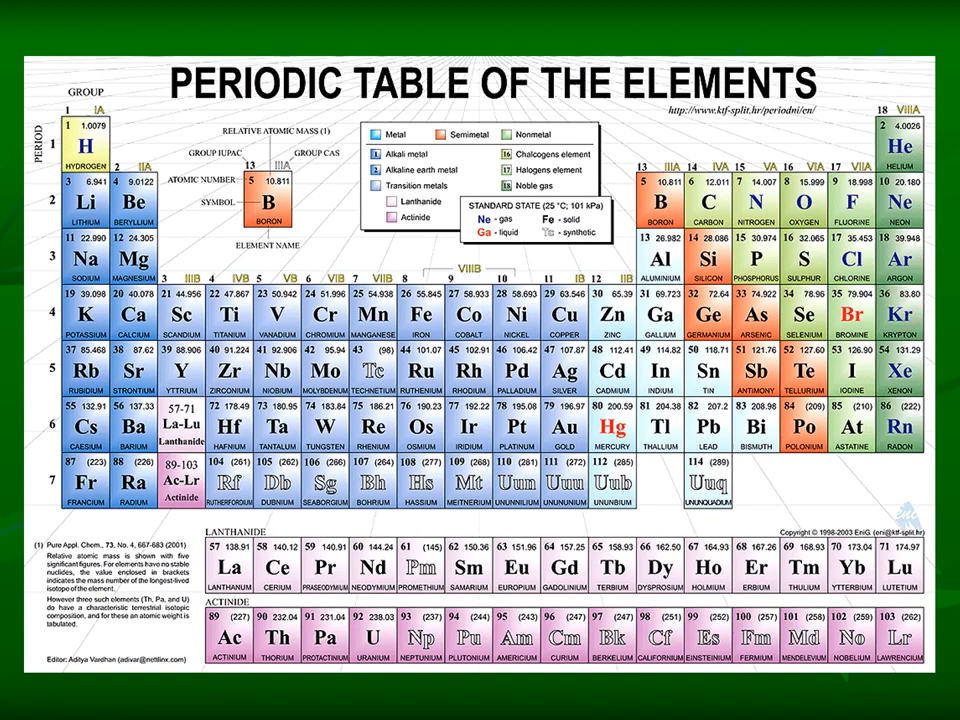 PERIODIC TABLE OF THE ELEMENTS
http://www.ktf-split.hr/periodni/en/
GROUP
PERIOD
1 IA
18 VIIIA
RELATIVE ATOMIC MASS (1)
GROUP IUPAC
GROUP CAS
13 IIIA
ATOMIC NUMBER
5 10.811
SYMBOL
B
BORON
ELEMENT NAME
Metal Semimetal Nonmetal
1 Alkali metal
2 Alkaline earth metal
Transition metals
Lanthanide
Actinide
16 Chalcogens element
17 Halogens element
18 Noble gas
STANDARD STATE (25 °C; 101 kPa)
Ne - gas Fe - solid
Ga - liquid Tc - synthetic
1
1 1.0079 2 4.0026
H He
HYDROGEN HELIUM
2 IIA 13 IIIA 14 IVA 15 VA 16 VIA 17 VIIA
2
3 6.941 4 9.0122 5 10.811 6 12.011 7 14.007 8 15.999 9 18.998 10 20.180
Li Be B C N O F Ne
LITHIUM BERYLLIUM BORON CARBON NITROGEN OXYGEN FLUORINE NEON
3
11 22.990 12 24.305 13 26.982 14 28.086 15 30.974 16 32.065 17 35.453 18 39.948
Na Mg Al Si P S Cl Ar
SODIUM MAGNESIUM ALUMINIUM SILICON PHOSPHORUS SULPHUR CHLORINE ARGON
VIIIB
3 IIIB 4 IVB 5 VB 6 VIB 7 VIIB 8 9 10 11 IB 12 IIB
4
19 39.098 20 40.078 21 44.956 22 47.867 23 50.942 24 51.996 25 54.938 26 55.845 27 58.933 28 58.693 29 63.546 30 65.39 31 69.723 32 72.64 33 74.922 34 78.96 35 79.904 36 83.80
K Ca Sc Ti V Cr Mn Fe Co Ni Cu Zn Ga Ge As Se Br Kr
POTASSIUM CALCIUM SCANDIUM TITANIUM VANADIUM CHROMIUM MANGANESE IRON COBALT NICKEL COPPER ZINC GALLIUM GERMANIUM ARSENIC SELENIUM BROMINE KRYPTON
5
37 85.468 38 87.62 39 88.906 40 91.224 41 92.906 42 95.94 43 (98) 44 101.07 45 102.91 46 106.42 47 107.87 48 112.41 49 114.82 50 118.71 51 121.76 52 127.60 53 126.90 54 131.29
Rb Sr Y Zr Nb Mo Tc Ru Rh Pd Ag Cd In Sn Sb Te I Xe
RUBIDIUM STRONTIUM YTTRIUM ZIRCONIUM NIOBIUM MOLYBDENUM TECHNETIUM RUTHENIUM RHODIUM PALLADIUM SILVER CADMIUM INDIUM TIN ANTIMONY TELLURIUM IODINE XENON
6
55 132.91 56 137.33 57-71 72 178.49 73 180.95 74 183.84 75 186.21 76 190.23 77 192.22 78 195.08 79 196.97 80 200.59 81 204.38 82 207.2 83 208.98 84 (209) 85 (210) 86 (222)
Cs Ba La-Lu Hf Ta W Re Os Ir Pt Au Hg Tl Pb Bi Po At Rn
CAESIUM BARIUM Lanthanide HAFNIUM TANTALUM TUNGSTEN RHENIUM OSMIUM IRIDIUM PLATINUM GOLD MERCURY THALLIUM LEAD BISMUTH POLONIUM ASTATINE RADON
7
87 (223) 88 (226) 89-103 104 (261) 105 (262) 106 (266) 107 (264) 108 (277) 109 (268) 110 (281) 111 (272) 112 (285) 114 (289)
Fr Ra Ac-Lr Rf Db Sg Bh Hs Mt Uun Uuu Uub Uuq
FRANCIUM RADIUM Actinide RUTHERFORDIUM DUBNIUM SEABORGIUM BOHRIUM HASSIUM MEITNERIUM UNUNNILIUM UNUNUNIUM UNUNBIUM UNUNQUADIUM
LANTHANIDE
Copyright © 1998-2003 EniG. (eni@ktf-split.hr)
57 138.91 58 140.12 59 140.91 60 144.24 61 (145) 62 150.36 63 151.96 64 157.25 65 158.93 66 162.50 67 164.93 68 167.26 69 168.93 70 173.04 71 174.97
La Ce Pr Nd Pm Sm Eu Gd Tb Dy Ho Er Tm Yb Lu
LANTHANUM CERIUM PRASEODYMIUM NEODYMIUM PROMETHIUM SAMARIUM EUROPIUM GADOLINIUM TERBIUM DYSPROSIUM HOLMIUM ERBIUM THULIUM YTTERBIUM LUTETIUM
ACTINIDE
89 (227) 90 232.04 91 231.04 92 238.03 93 (237) 94 (244) 95 (243) 96 (247) 97 (247) 98 (251) 99 (252) 100 (257) 101 (258) 102 (259) 103 (262)
Ac Th Pa U Np Pu Am Cm Bk Cf Es Fm Md No Lr
ACTINIUM THORIUM PROTACTINIUM URANIUM NEPTUNIUM PLUTONIUM AMERICIUM CURIUM BERKELIUM CALIFORNIUM EINSTEINIUM FERMIUM MENDELEVIUM NOBELIUM LAWRENCIUM
(1) Pure Appl. Chem., 73, No. 4, 667-683 (2001)
Relative atomic mass is shown with five
significant figures. For elements have no stable
nuclides, the value enclosed in brackets
indicates the mass number of the longest-lived
isotope of the element.
However three such elements (Th, Pa, and U)
do have a characteristic terrestrial isotopic
composition, and for these an atomic weight is
tabulated.
Editor: Aditya Vardhan (adivar@nettlinx.com)